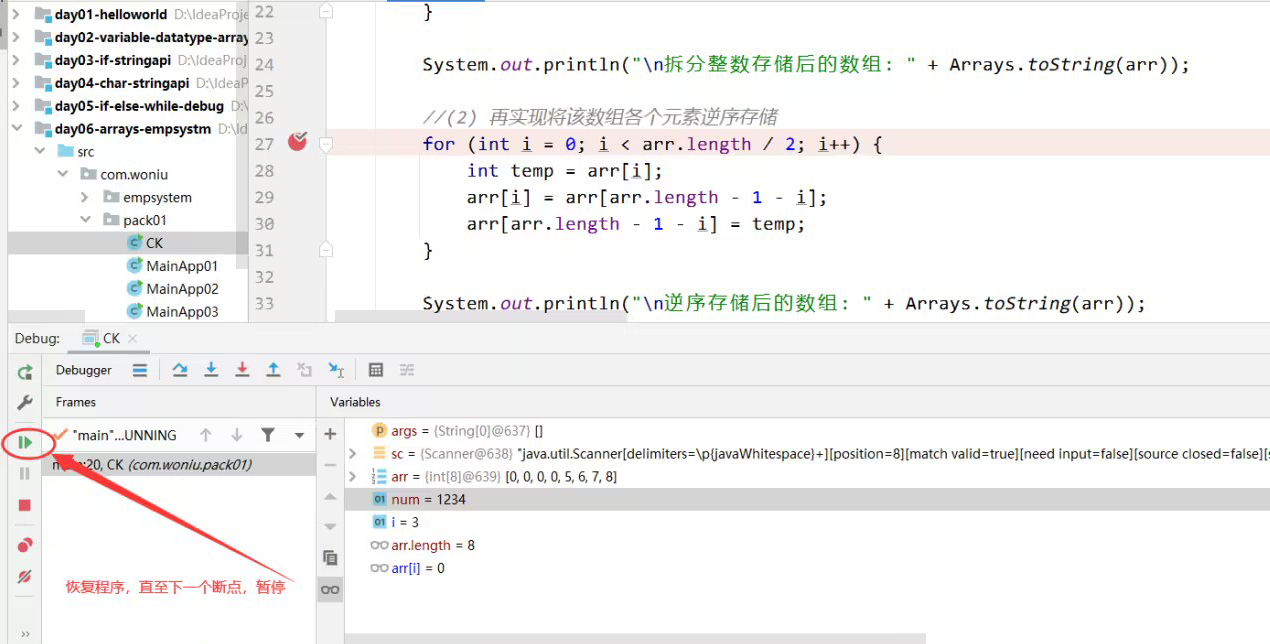 day01-helloworld D:\IdeaProje
day02-variable-datatype-array
day03-if-stringapi D:\IdeaProj
day04-char-stringapi D:\IdeaP
day05-if-else-while-debug D:\
day06-arrays-empsystm D:\Id
src
com.woniu
empsystem
pack01
CK
MainApp01
MainApp02
MainApp03
22 }
23
24 System.out.println("\n拆分整数存储后的数组: " + Arrays.toString(arr));
25
26 //(2) 再实现将该数组各个元素逆序存储
27 for (int i = 0; i < arr.length / 2; i++) {
28 int temp = arr[i];
29 arr[i] = arr[arr.length - 1 - i];
30 arr[arr.length - 1 - i] = temp;
31 }
32
33 System.out.println("\n逆序存储后的数组: " + Arrays.toString(arr));
Debug: CK
Debugger
Frames
Variables
"main"...UNNING
:20, CK (com.woniu.pack01)
args = {String[0]@637} []
sc = {Scanner@638} "java.util.Scanner[delimiters=\p{javaWhitespace}+][position=8][match valid=true][need input=false][source closed=false][s
arr = {int[8]@639} [0, 0, 0, 0, 5, 6, 7, 8]
01 num = 1234
01 i = 3
arr.length = 8
arr[i] = 0
恢复程序，直至下一个断点，暂停